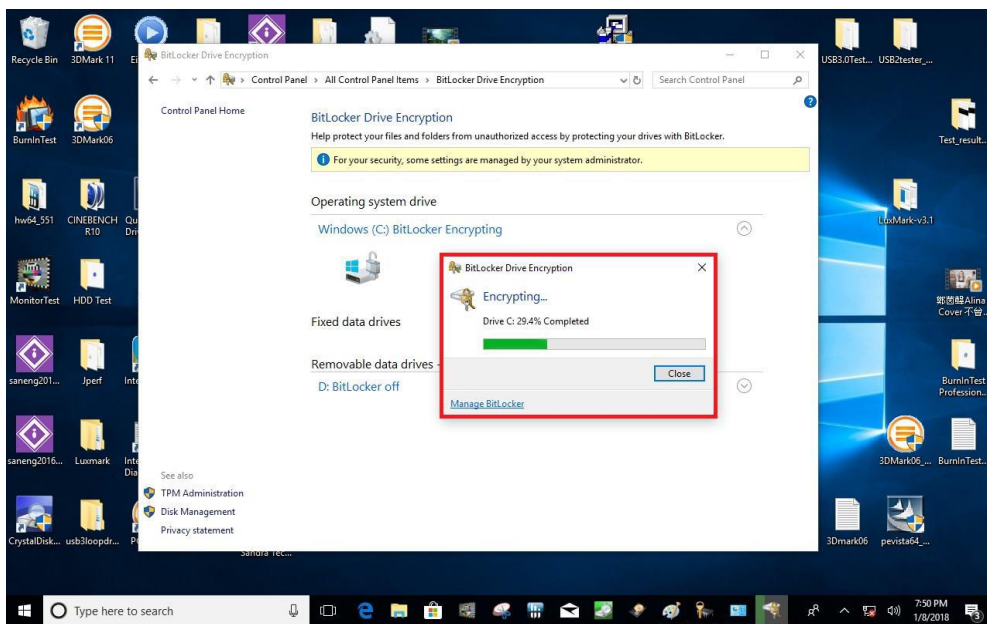 BitLocker Drive Encryption
Control Panel > All Control Panel Items > BitLocker Drive Encryption
Search Control Panel
Control Panel Home
BitLocker Drive Encryption
Help protect your files and folders from unauthorized access by protecting your drives with BitLocker.
For your security, some settings are managed by your system administrator.
Operating system drive
Windows (C:) BitLocker Encrypting
Fixed data drives
Removable data drives -
D: BitLocker off
BitLocker Drive Encryption
Encrypting...
Drive C: 29.4% Completed
Close
Manage BitLocker
See also
TPM Administration
Disk Management
Privacy statement
Recycle Bin
3DMark 11
BurnInTest
3DMark06
hw64_551
CINEBENCH
R10
MonitorTest
HDD Test
saneng201...
Jperf
saneng2016...
Luxmark
CrystalDisk...
usb3loopdr...
Sandra Tec...
USB3.0Test...
USB2tester_...
Test_result..
LuxMark-v3.1
Cover 不曾..
BurnInTest
Profession..
3DMark06_...
BurnInTest..
3Dmark06
pevista64_...
Type here to search
7:50 PM
1/8/2018